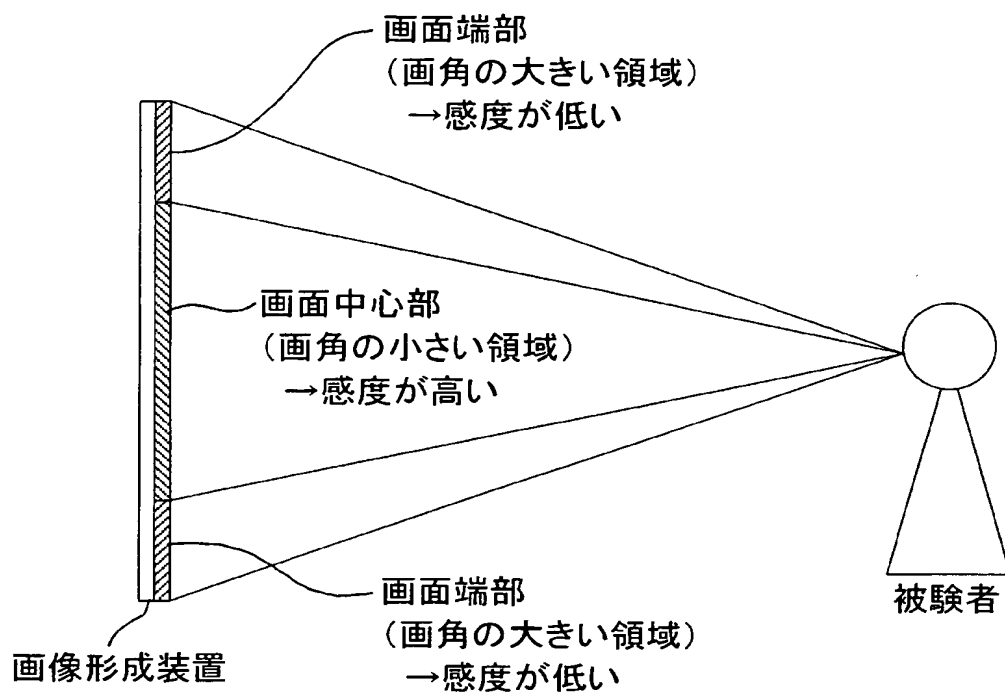 画面端部
(画角の大きい領域)
→感度が低い
画面中心部
(画角の小さい領域)
→感度が高い
画面端部
(画角の大きい領域)
→感度が低い
被験者
画像形成装置